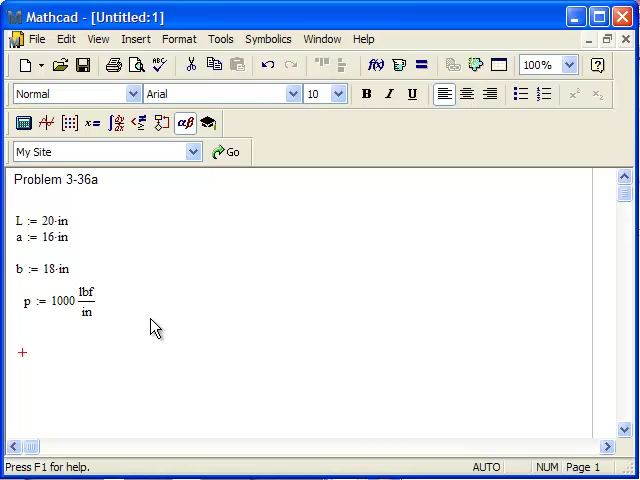 Mathcad - [Untitled:1]
File Edit View Insert Format Tools Symbolics Window Help
100%
Normal Arial 10 B I U
My Site Go
Problem 3-36a
L := 20·in
a := 16·in
b := 18·in
p := 1000 lbf/in
Press F1 for help. AUTO NUM Page 1